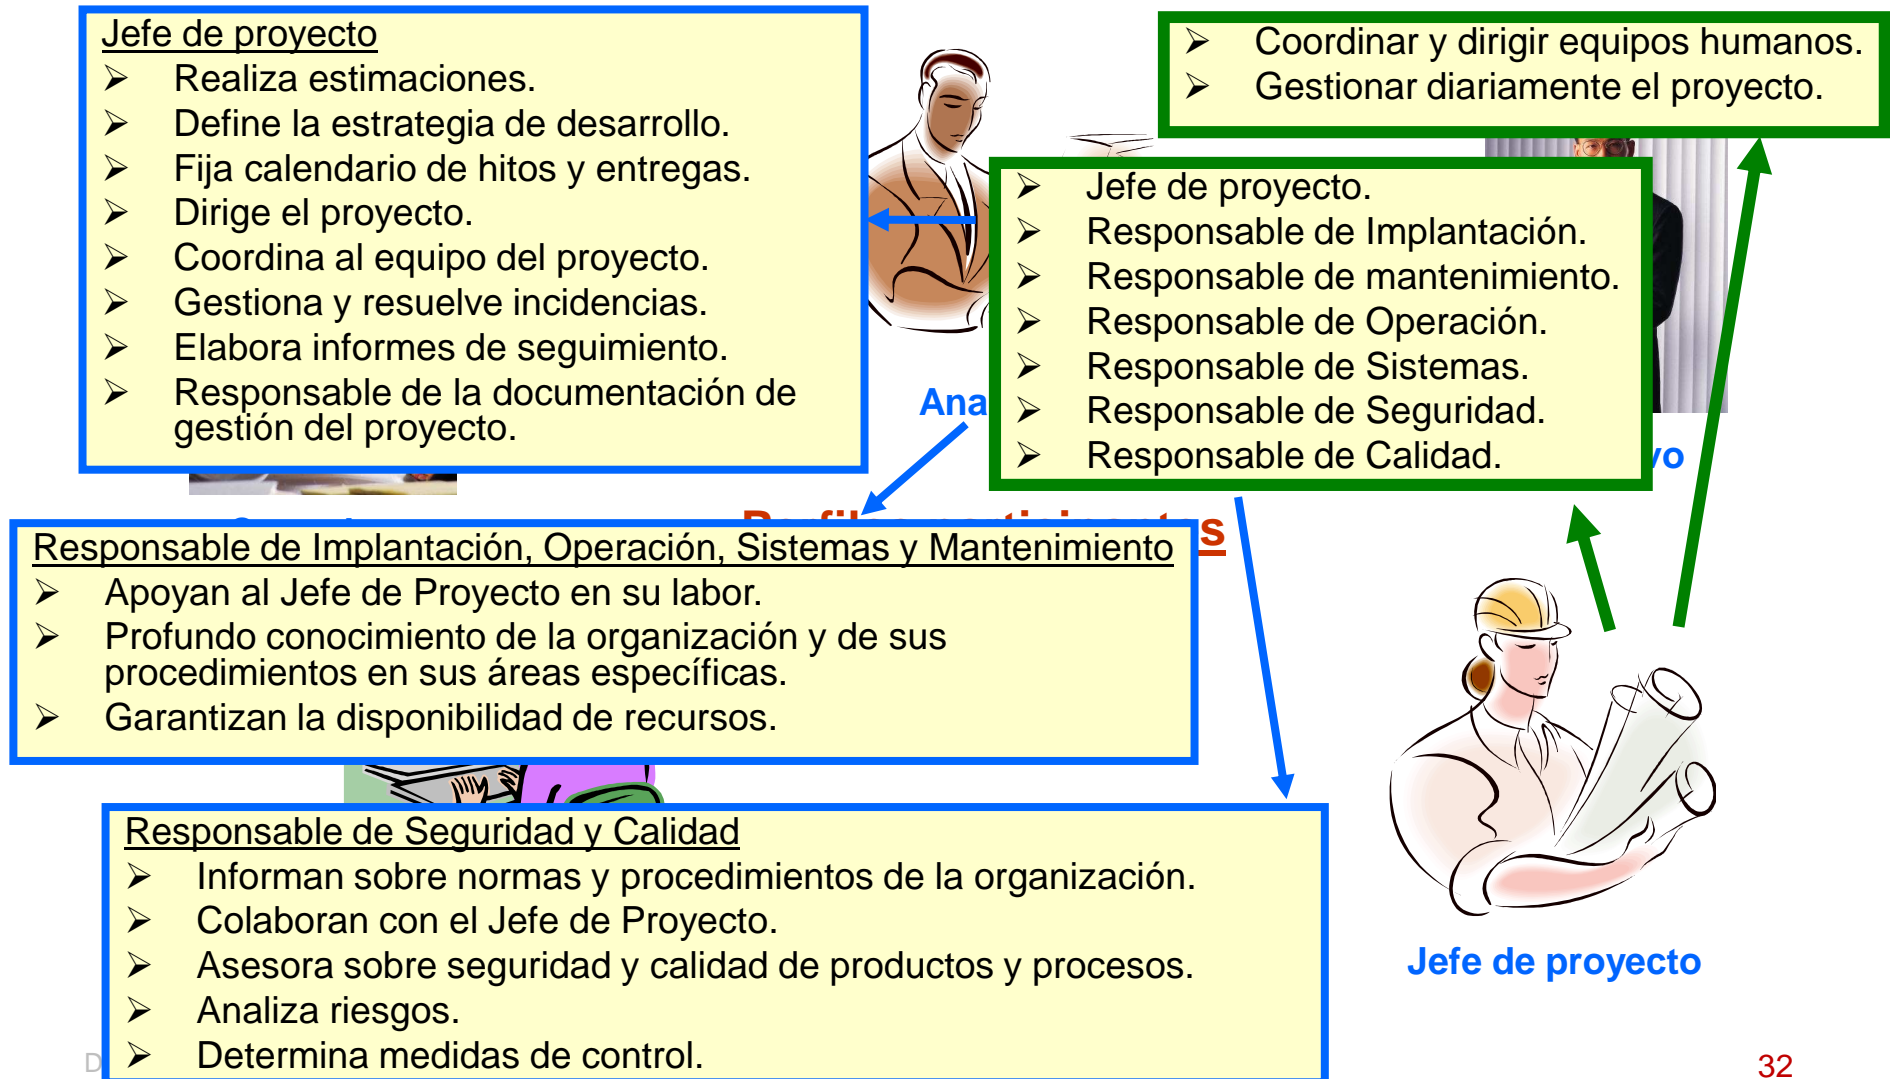 Jefe de proyecto
➢ Realiza estimaciones.
➢ Define la estrategia de desarrollo.
➢ Fija calendario de hitos y entregas.
➢ Dirige el proyecto.
➢ Coordina al equipo del proyecto.
➢ Gestiona y resuelve incidencias.
➢ Elabora informes de seguimiento.
➢ Responsable de la documentación de
gestión del proyecto.
➢ Coordinar y dirigir equipos humanos.
➢ Gestionar diariamente el proyecto.
➢ Jefe de proyecto.
➢ Responsable de Implantación.
➢ Responsable de mantenimiento.
➢ Responsable de Operación.
➢ Responsable de Sistemas.
➢ Responsable de Seguridad.
➢ Responsable de Calidad.
Responsable de Implantación, Operación, Sistemas y Mantenimiento
➢ Apoyan al Jefe de Proyecto en su labor.
➢ Profundo conocimiento de la organización y de sus
procedimientos en sus áreas específicas.
➢ Garantizan la disponibilidad de recursos.
Responsable de Seguridad y Calidad
➢ Informan sobre normas y procedimientos de la organización.
➢ Colaboran con el Jefe de Proyecto.
➢ Asesora sobre seguridad y calidad de productos y procesos.
➢ Analiza riesgos.
➢ Determina medidas de control.
Jefe de proyecto
32